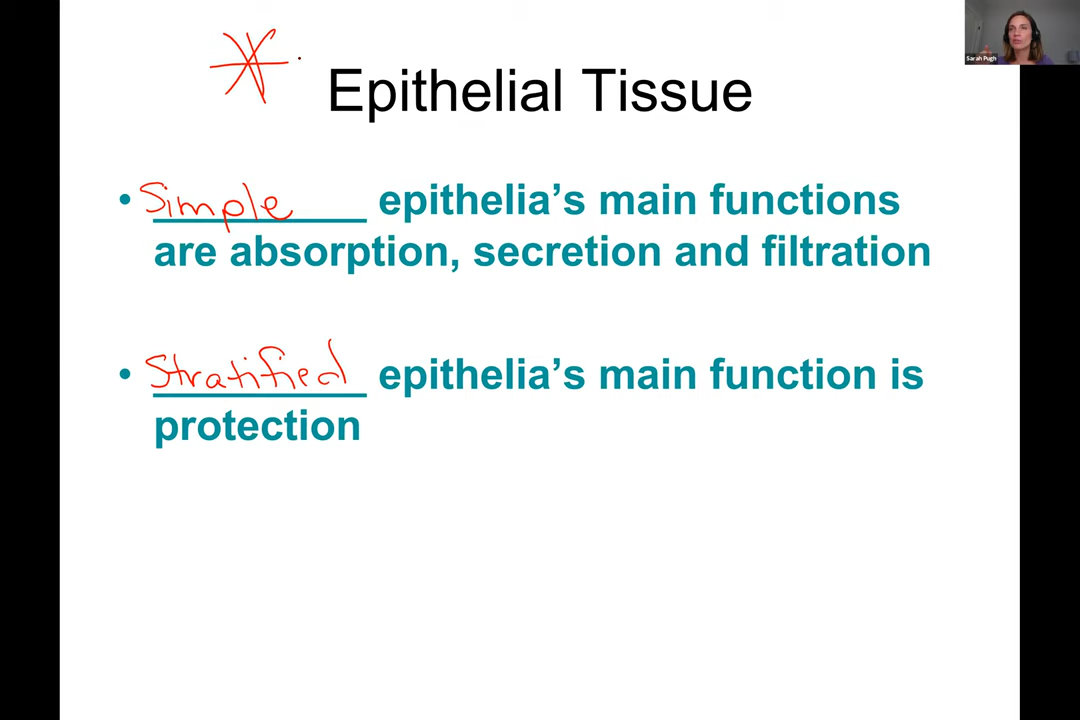 Sarah Pugh
Epithelial Tissue
• Simple epithelia’s main functions
are absorption, secretion and filtration
• Stratified epithelia’s main function is
protection